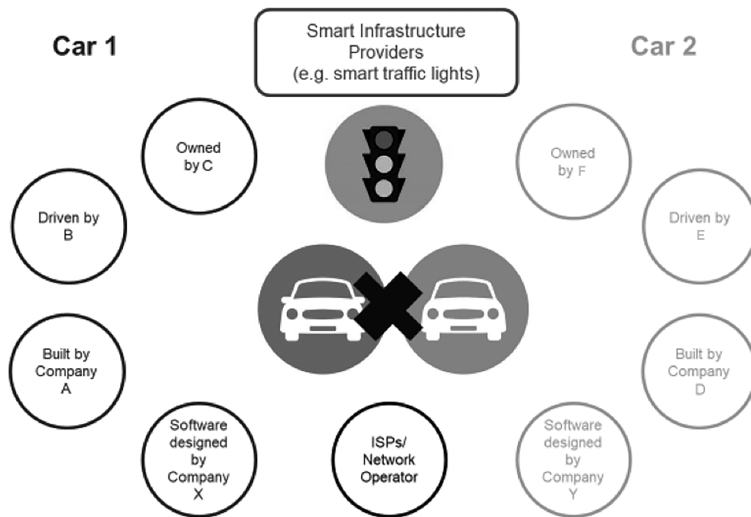 Car 1
Smart Infrastructure
Providers
(e.g. smart traffic lights)
Car 2
Owned
by C
Owned
by F
Driven by
B
Driven by
E
Built by
Company
A
Built by
Company
D
Software
designed
by
Company
X
ISPs/
Network
Operator
Software
designed
by
Company
Y